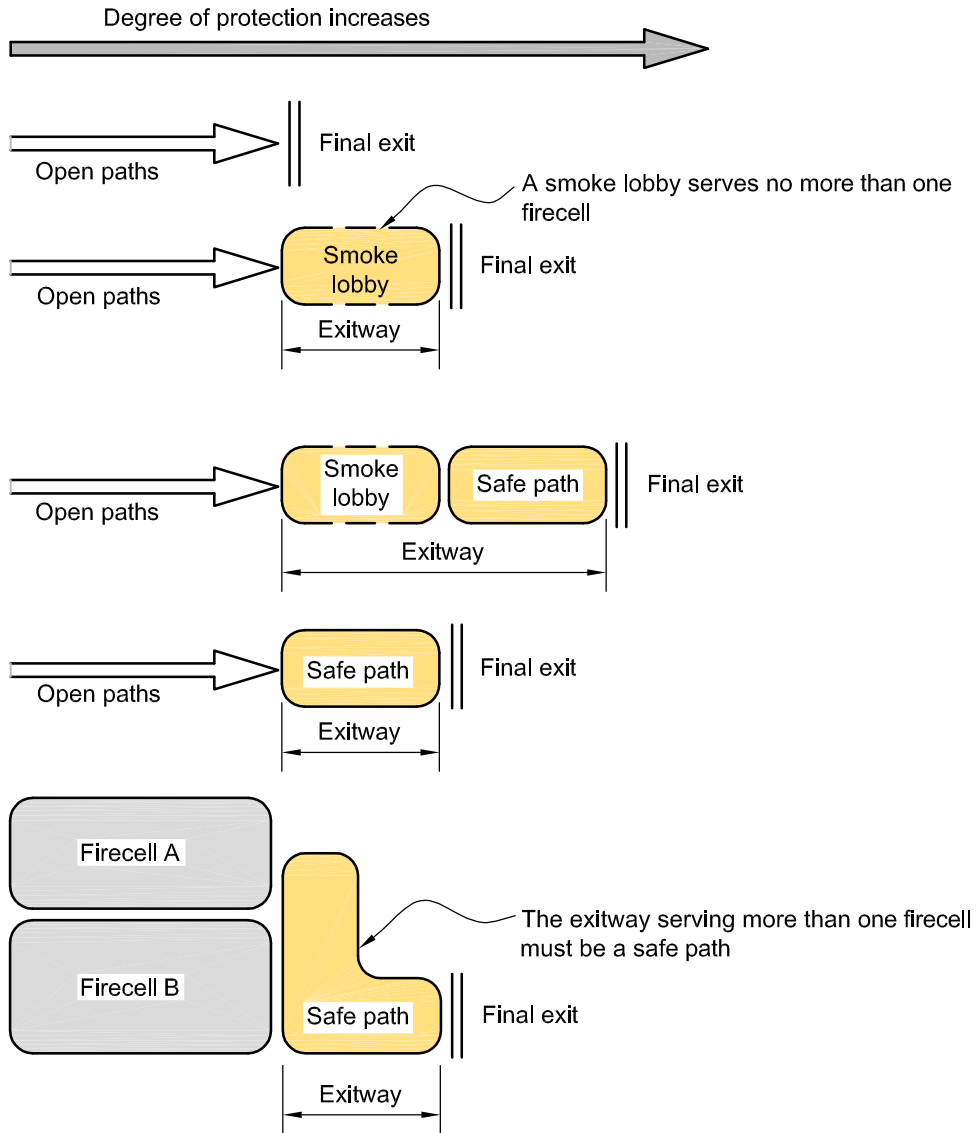 Degree of protection increases
Final exit
Open paths
A smoke lobby serves no more than one
firecell
Smoke
lobby
Final exit
Open paths
Exitway
Smoke
lobby
Safe path
Final exit
Open paths
Exitway
Safe path
Final exit
Open paths
Exitway
Firecell A
The exitway serving more than one firecell
must be a safe path
Firecell B
Safe path
Final exit
Exitway